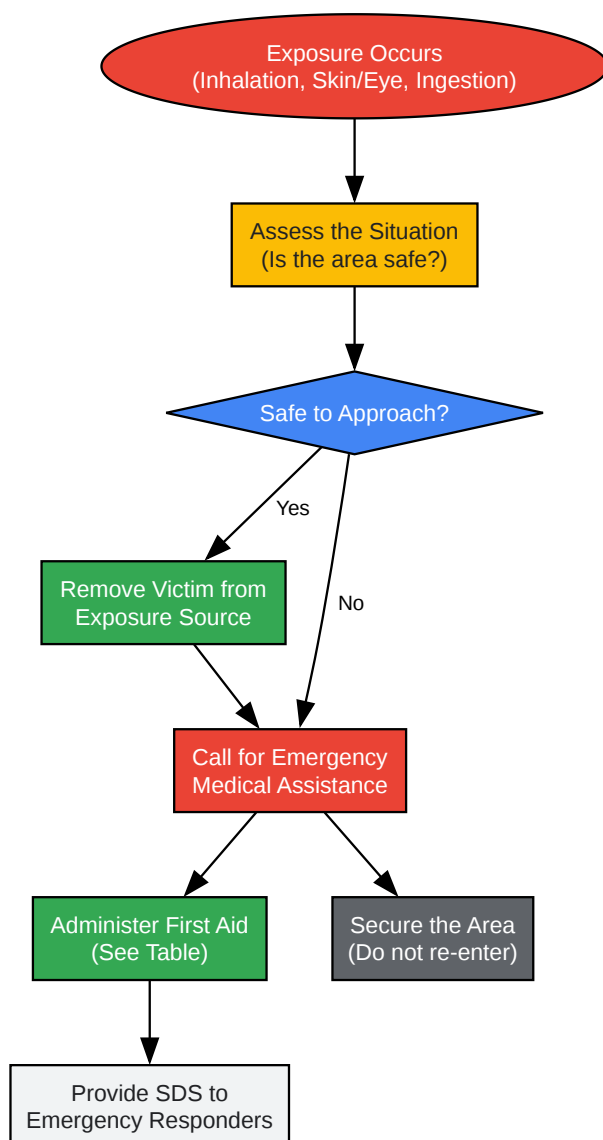 Exposure Occurs
(Inhalation, Skin/Eye, Ingestion)
Assess the Situation
(Is the area safe?)
Safe to Approach?
Yes
Remove Victim from
Exposure Source
No
Call for Emergency
Medical Assistance
Administer First Aid
(See Table)
Secure the Area
(Do not re-enter)
Provide SDS to
Emergency Responders